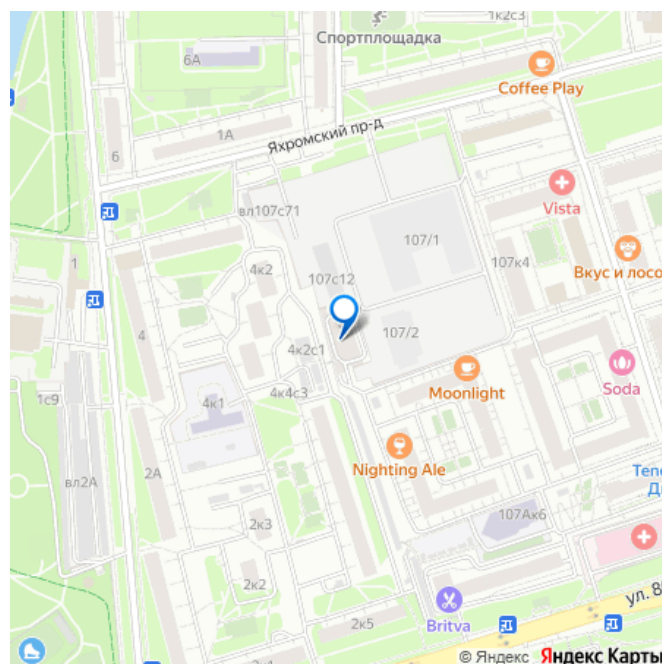 1к2с3
Спортплощадка
6А
Coffee Play
1А
Яхромский пр-д
6
вл107с71
Vista
107/1
107к4
1
4к2
107с12
Вкус и лосо
4
107/2
4к2с1
Moonlight
Soda
1с9
4к1
4к4с3
Nighting Ale
вл2А
2А
Тепе
107Ак6
2к3
2к2
ул. 8
Britva
2к5
© Яндекс Яндекс Карты